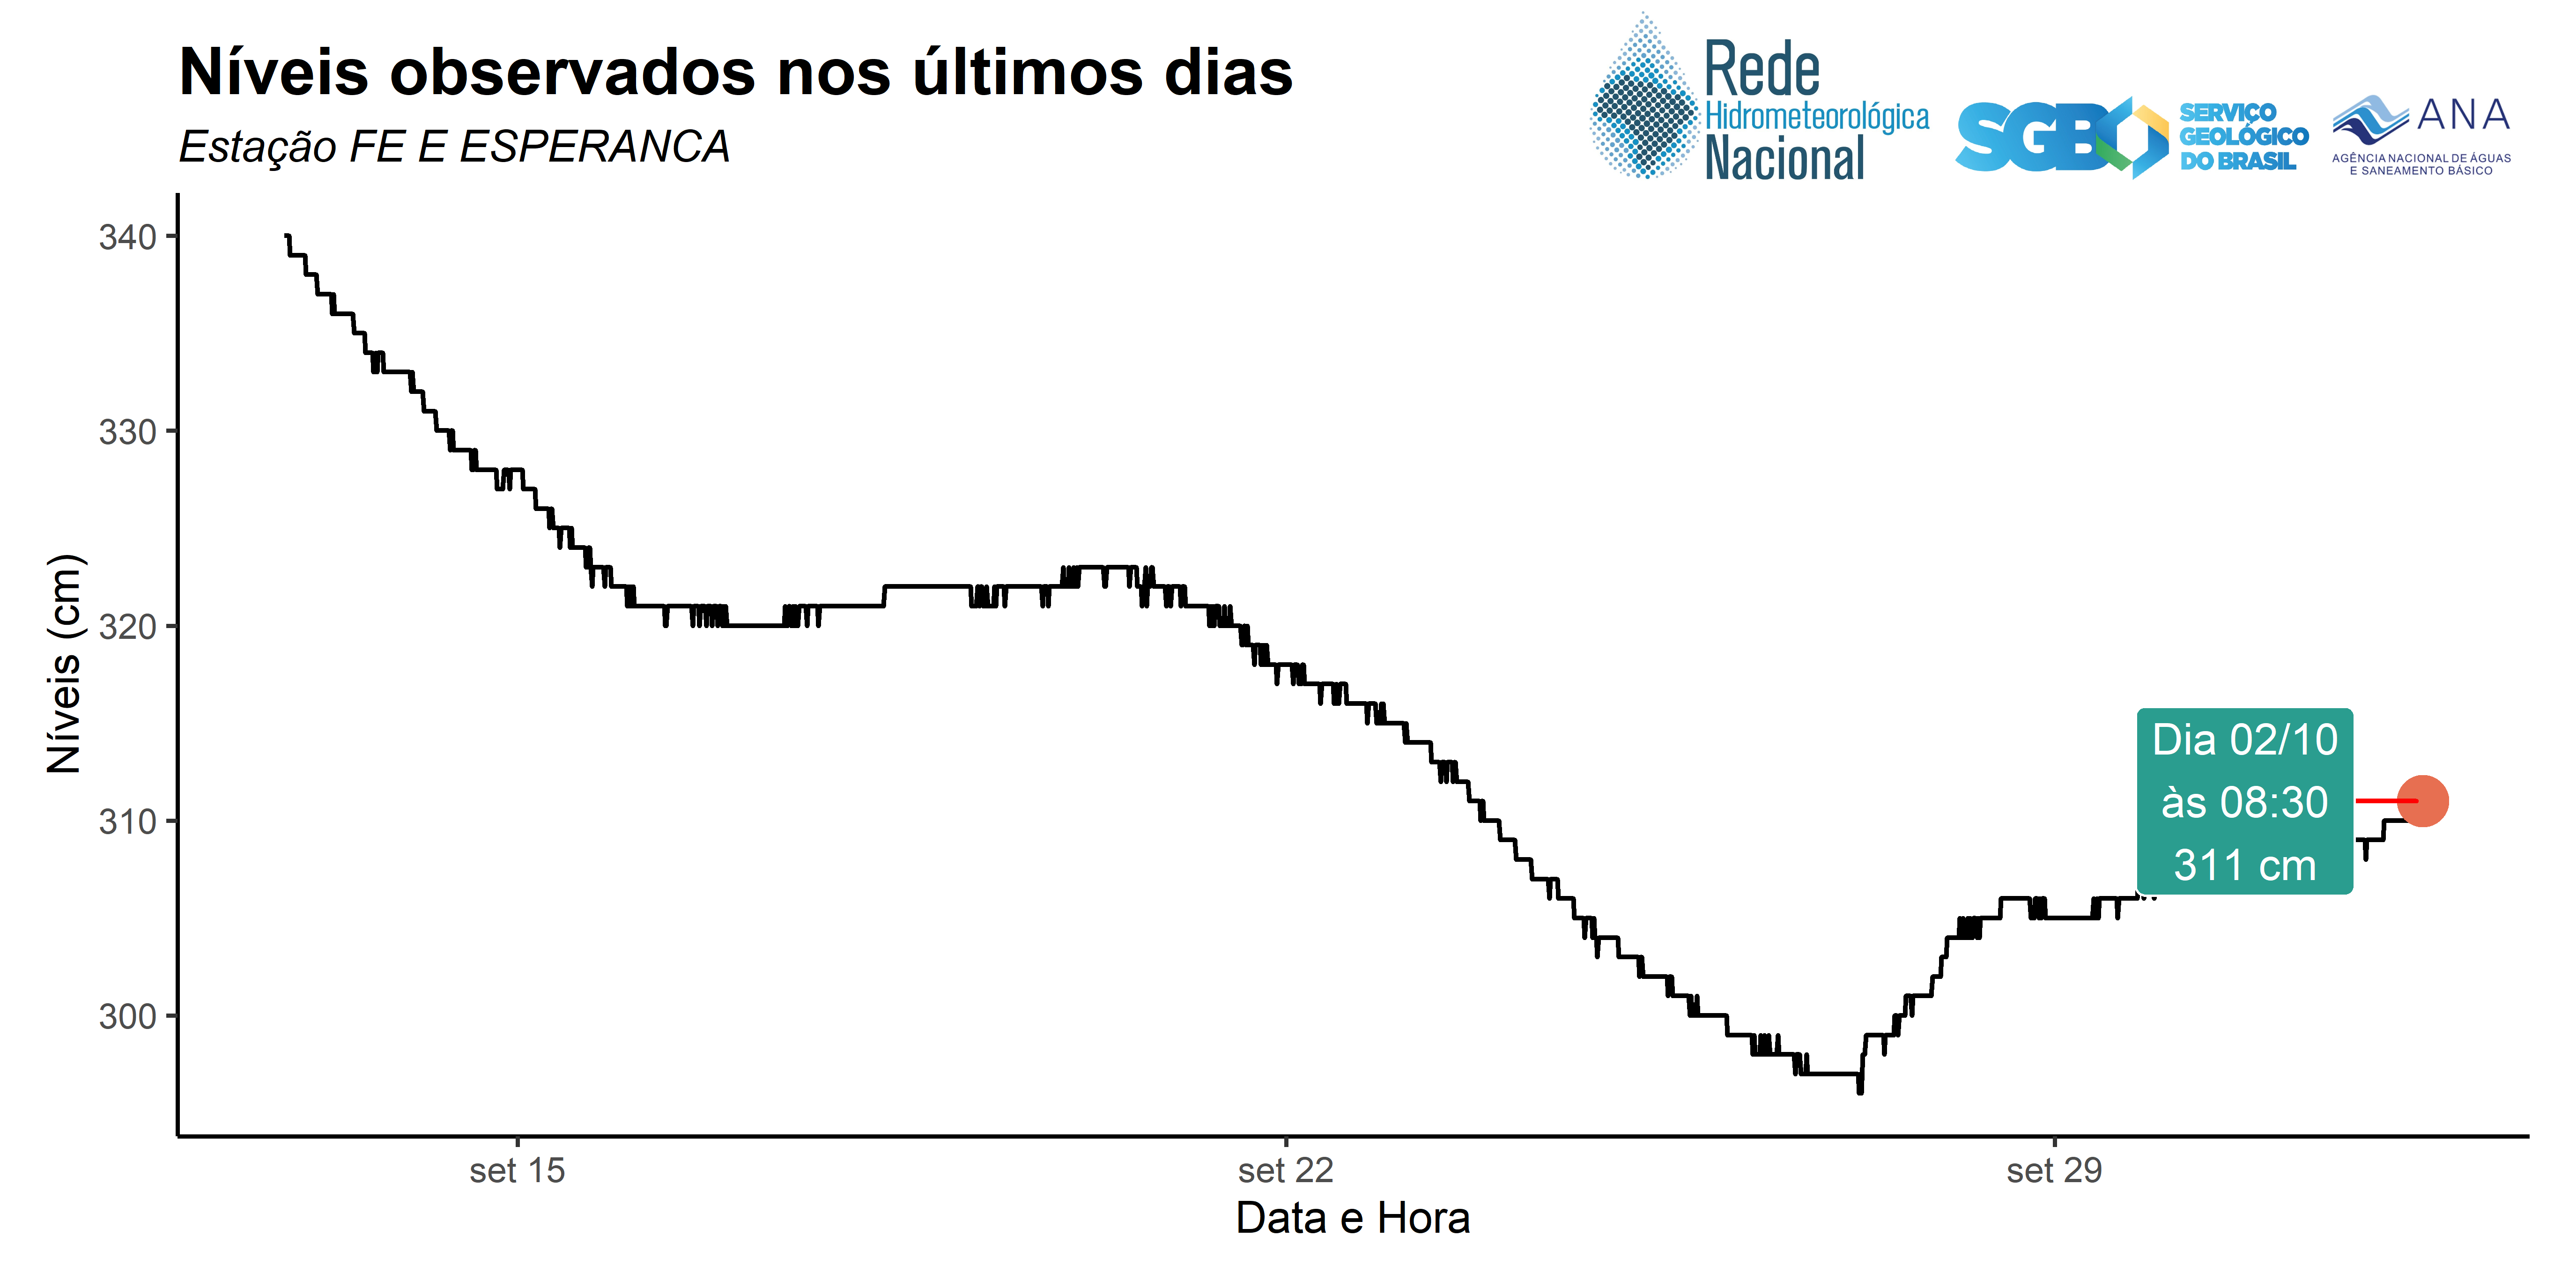 Níveis observados nos últimos dias
Estação FE E ESPERANCA
Rede
Hidrometeorológica
Nacional
SGB
SERVIÇO
GEOLÓGICO
DO BRASIL
ANA
AGÊNCIA NACIONAL DE ÁGUAS
E SANEAMENTO BÁSICO
Níveis (cm)
340
330
320
310
300
Dia 02/10
às 08:30
311 cm
set 15
set 22
set 29
Data e Hora